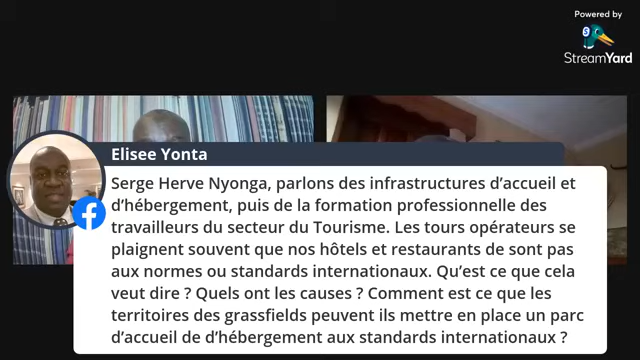 Powered by
StreamYard
Elisee Yonta
Serge Herve Nyonga, parlons des infrastructures d’accueil et
d’hébergement, puis de la formation professionnelle des
travailleurs du secteur du Tourisme. Les tours opérateurs se
plaignent souvent que nos hôtels et restaurants de sont pas
aux normes ou standards internationaux. Qu’est ce que cela
veut dire ? Quels ont les causes ? Comment est ce que les
territoires des grassfields peuvent ils mettre en place un parc
d’accueil de d’hébergement aux standards internationaux ?